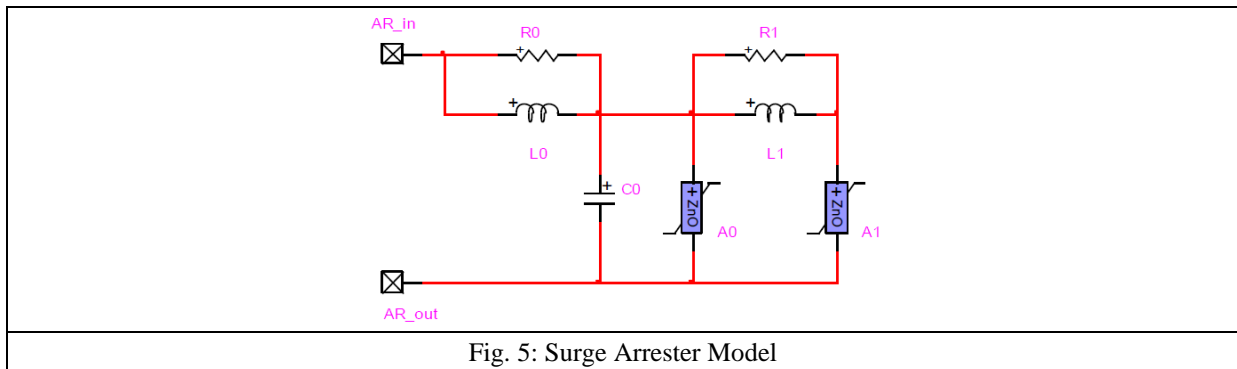 AR_in
R0
R1
L0
L1
C0
+ ZnO
A0
+ ZnO
A1
AR_out
Fig. 5: Surge Arrester Model